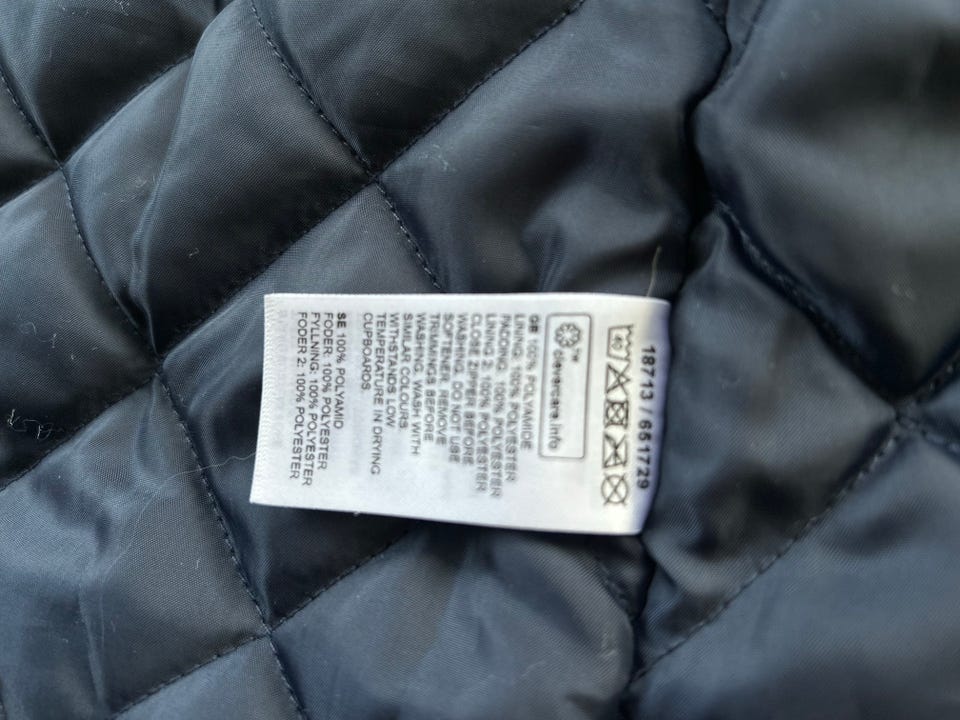 18713 / 651729
40
clevercare.info
GB 100% POLYAMIDE
LINING: 100% POLYESTER
PADDING: 100% POLYESTER
LINING 2: 100% POLYESTER
CLOSE ZIPPER BEFORE
WASHING. DO NOT USE
SOFTENER. REMOVE
TRIMMINGS BEFORE
WASHING. WASH WITH
SIMILAR COLOURS.
WITHSTANDS LOW
TEMPERATURE IN DRYING
CUPBOARDS.
SE 100% POLYAMID
FODER: 100% POLYESTER
FYLLNING: 100% POLYESTER
FODER 2: 100% POLYESTER